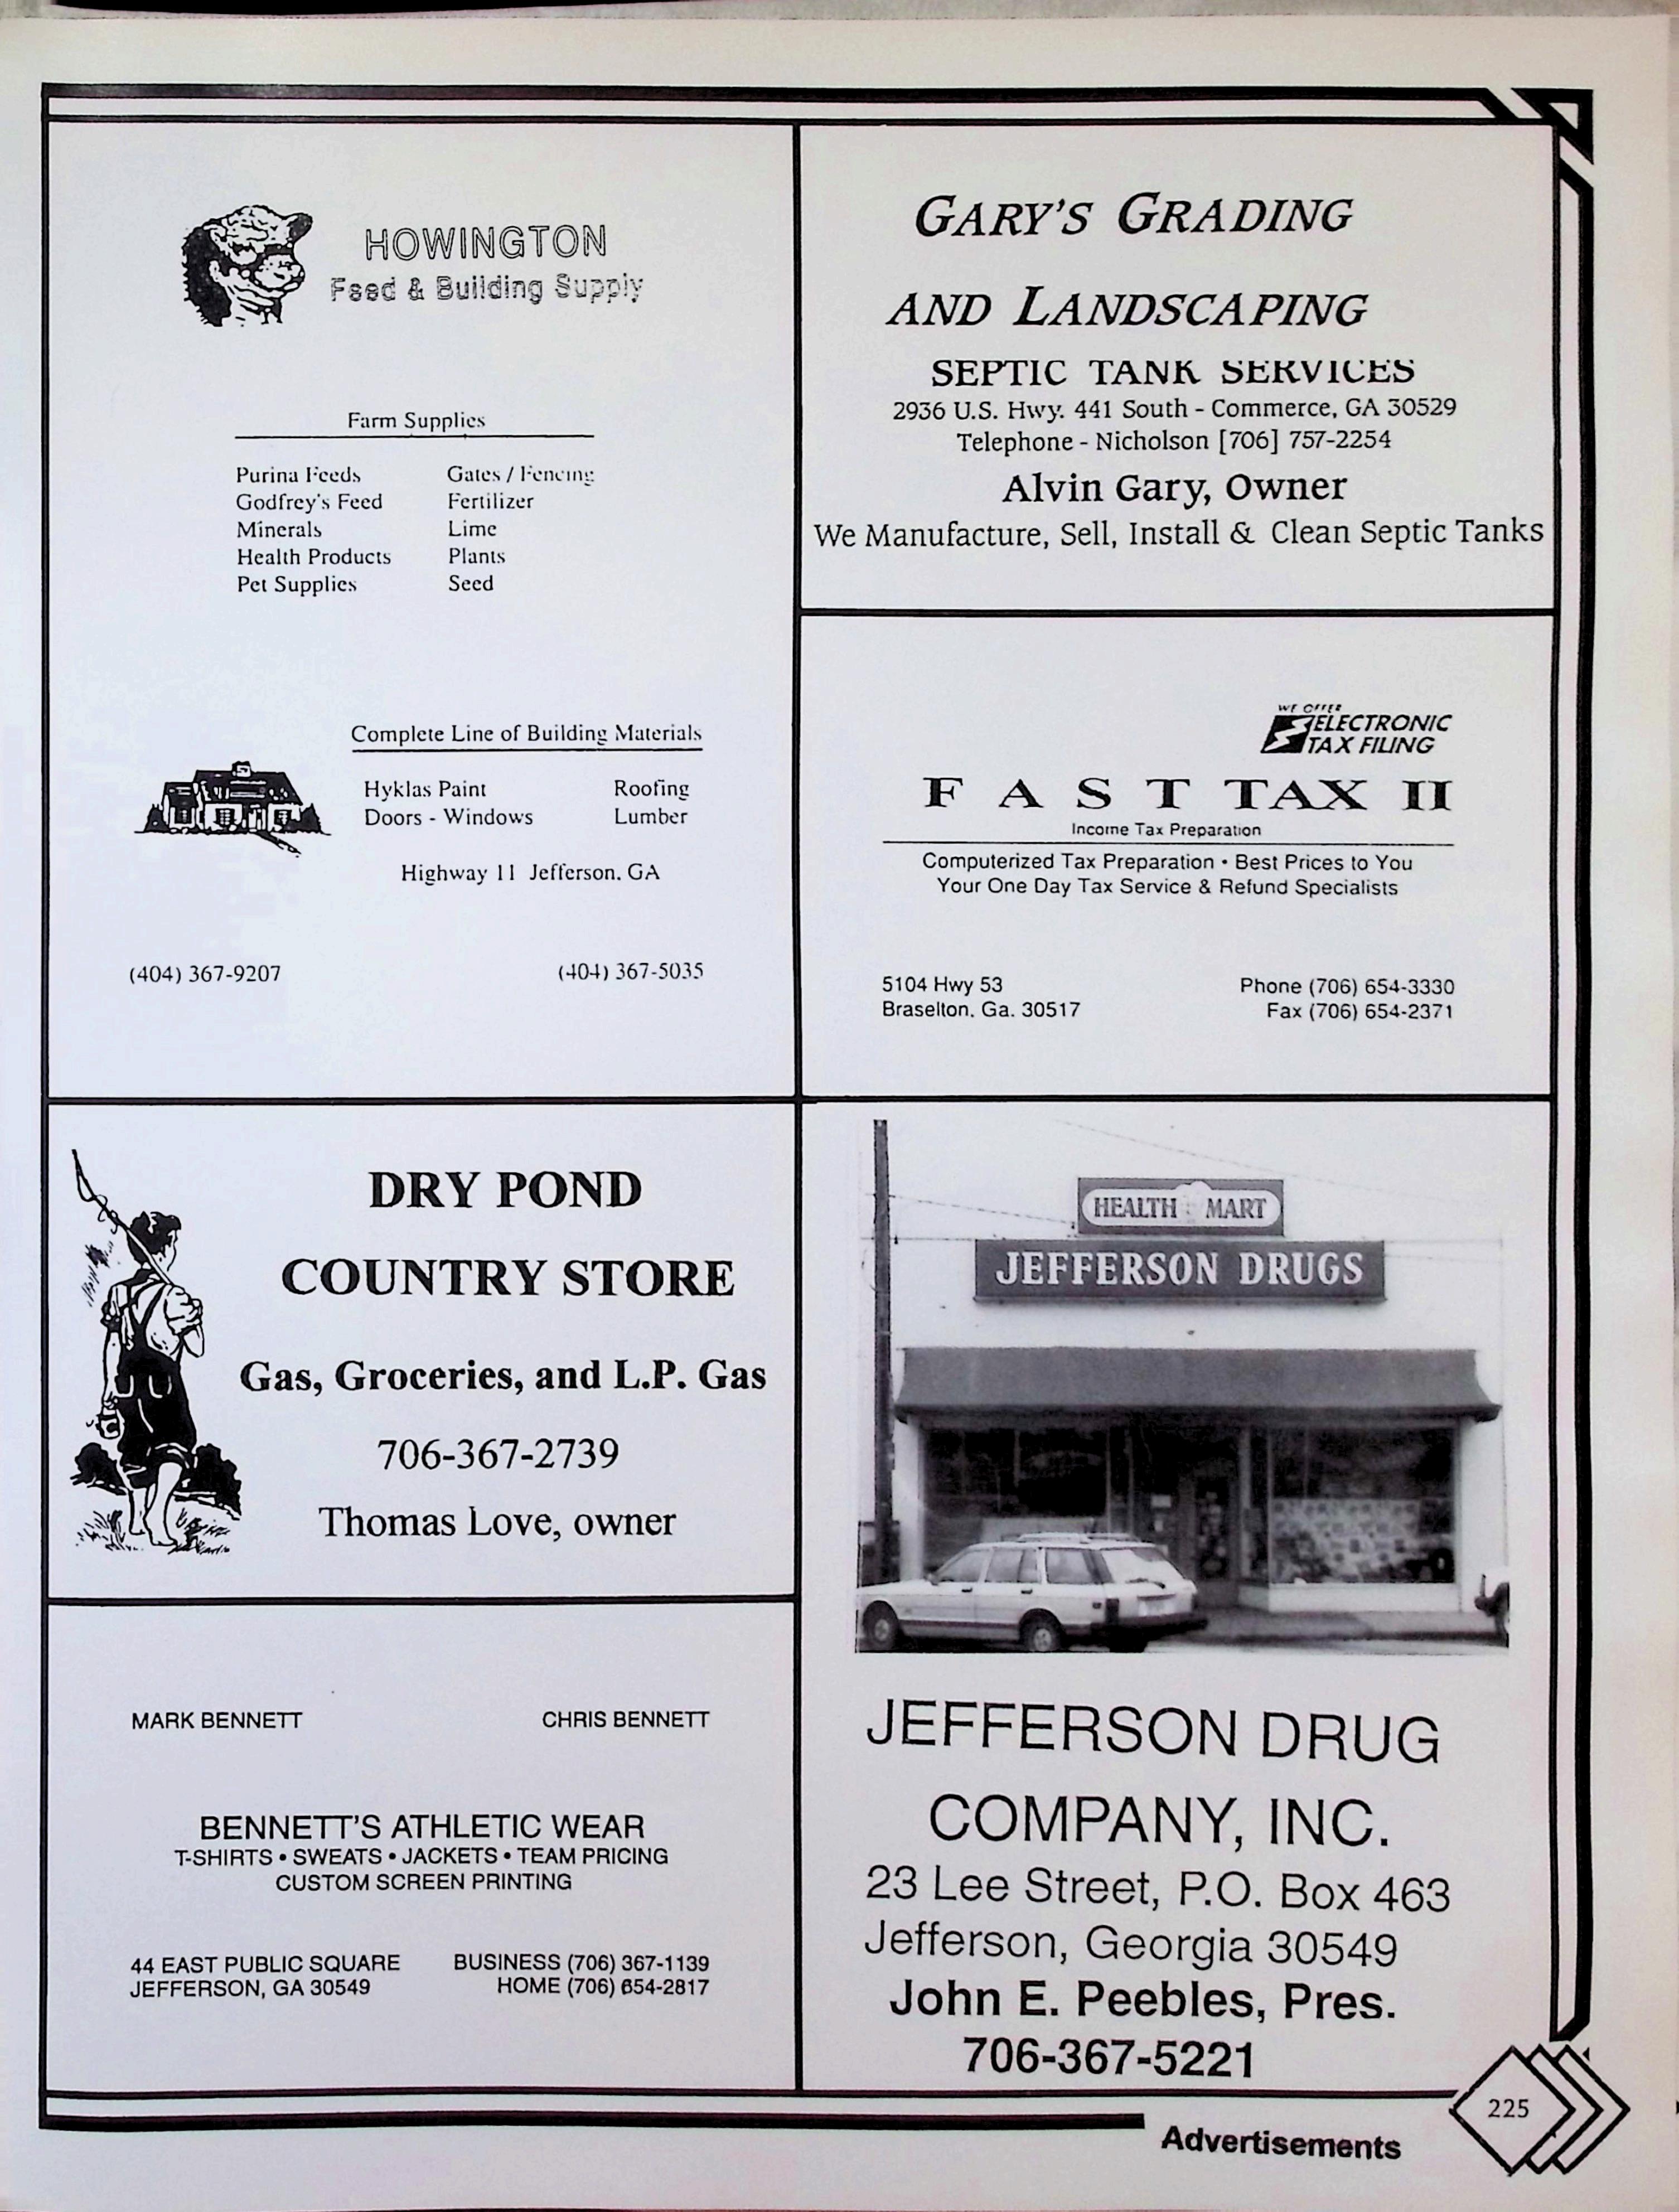 HOWINGTON
Feed & Building Supply
Farm Supplies
Purina Feeds
Godfrey's Feed
Minerals
Health Products
Pet Supplies
Gates / Fencing
Fertilizer
Lime
Plants
Seed
Complete Line of Building Materials
Hyklas Paint
Doors - Windows
Roofing
Lumber
Highway 11 Jefferson, GA
(404) 367-9207
(404) 367-5035
GARY'S GRADING
AND LANDSCAPING
SEPTIC TANK SERVICES
2936 U.S. Hwy. 441 South - Commerce, GA 30529
Telephone - Nicholson [706] 757-2254
Alvin Gary, Owner
We Manufacture, Sell, Install & Clean Septic Tanks
WE OFFER
ELECTRONIC
TAX FILING
FAST TAX II
Income Tax Preparation
Computerized Tax Preparation • Best Prices to You
Your One Day Tax Service & Refund Specialists
5104 Hwy 53
Braselton, Ga. 30517
Phone (706) 654-3330
Fax (706) 654-2371
DRY POND
COUNTRY STORE
Gas, Groceries, and L.P. Gas
706-367-2739
Thomas Love, owner
MARK BENNETT
CHRIS BENNETT
BENNETT'S ATHLETIC WEAR
T-SHIRTS • SWEATS • JACKETS • TEAM PRICING
CUSTOM SCREEN PRINTING
44 EAST PUBLIC SQUARE
JEFFERSON, GA 30549
BUSINESS (706) 367-1139
HOME (706) 654-2817
HEALTH MART
JEFFERSON DRUGS
JEFFERSON DRUG
COMPANY, INC.
23 Lee Street, P.O. Box 463
Jefferson, Georgia 30549
John E. Peebles, Pres.
706-367-5221
Advertisements
225